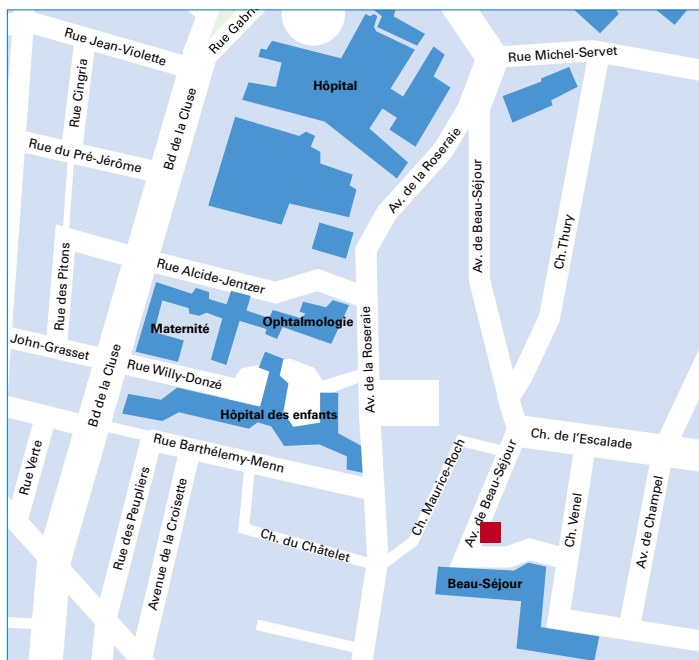 Rue Jean-Violette
Rue Gabri
Rue Michel-Servet
Rue Cingria
Hôpital
Bd de la Cluse
Rue du Pré-Jérôme
Av. de la Roseraie
Av. de Beau-Séjour
Ch. Thury
Rue Alcide-Jentzer
Rue des Pitons
Maternité
Ophtalmologie
John-Grasset
Rue Willy-Donzé
Av. de la Roseraie
Bd de la Cluse
Hôpital des enfants
Rue Barthélemy-Menn
Ch. de l'Escalade
Rue Verte
Rue des Peupliers
Avenue de la Croisette
Ch. Maurice-Roch
Av. de Beau-Séjour
Ch. Venel
Av. de Champel
Ch. du Châtelet
Beau-Séjour